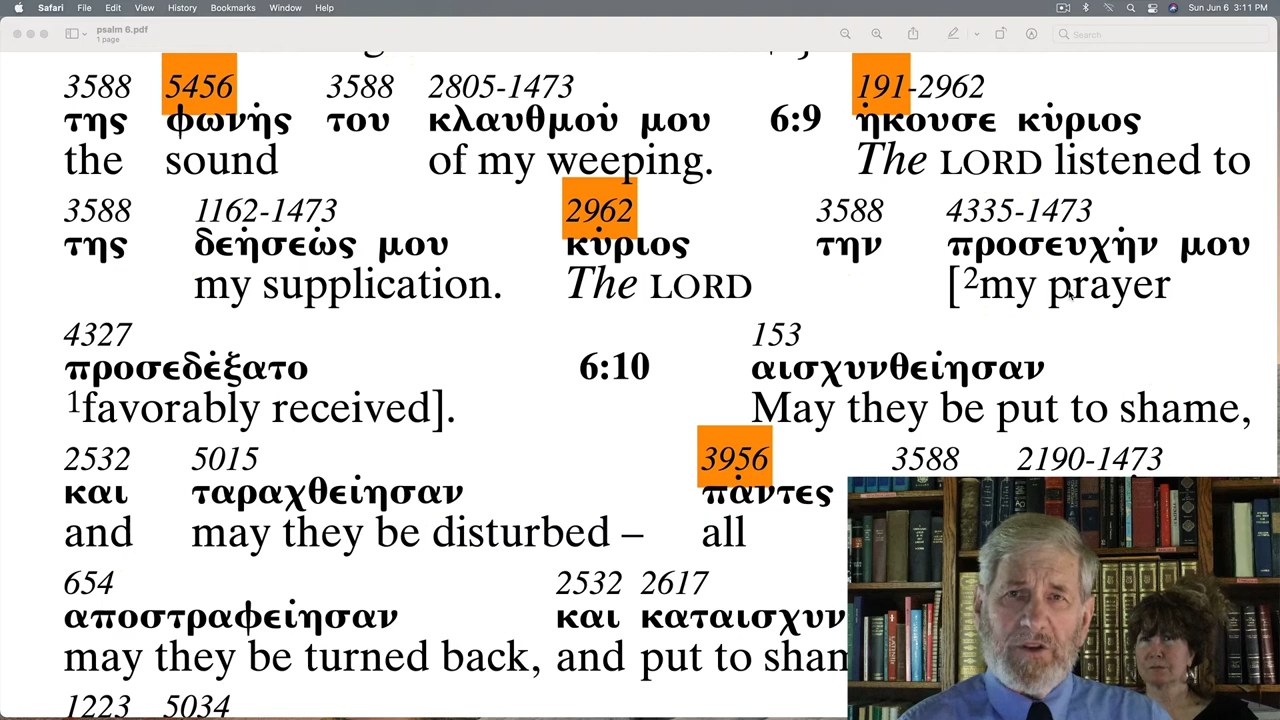 Safari File Edit View History Bookmarks Window Help Sun Jun 6 3:11 PM
psalm 6.pdf
1 page
Search
3588 5456 3588 2805-1473 191-2962
της φωνής του κλαυθμού μου 6:9 ήκουσε κύριος
the sound of my weeping. The LORD listened to
3588 1162-1473 2962 3588 4335-1473
της δεήσεώς μου κύριος την προσευχήν μου
my supplication. The LORD [2my prayer
4327 153
προσεδέξατο 6:10 αισχυνθείησαν
1favorably received]. May they be put to shame,
2532 5015 3956 3588 2190-1473
και ταραχθείησαν πάντες
and may they be disturbed – all
654 2532 2617
αποστραφείησαν και καταισχυν
may they be turned back, and put to sham
1223 5034